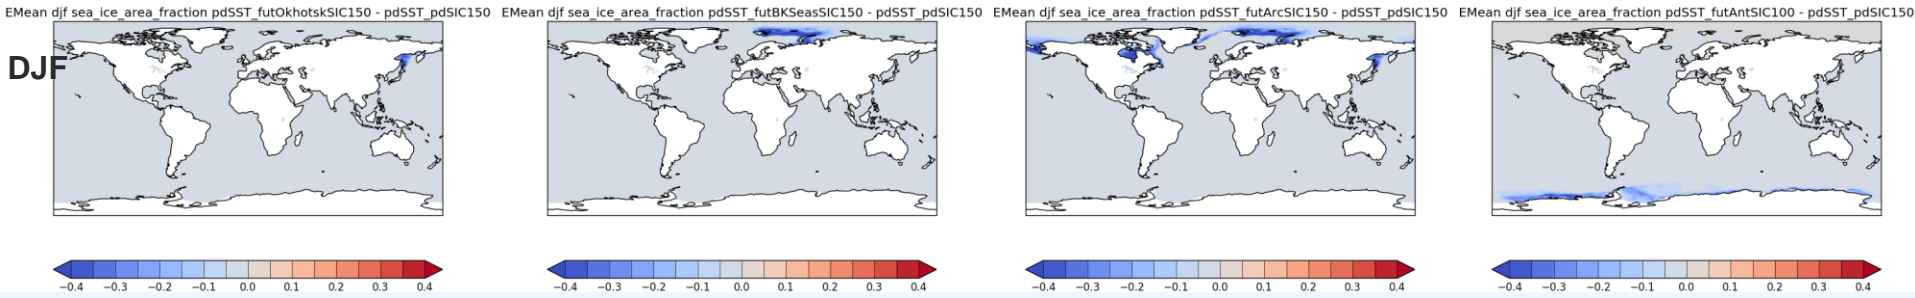 EMean djf sea_ice_area_fraction pdSST_futOkhotskSIC150 - pdSST_pdSIC150
EMean djf sea_ice_area_fraction pdSST_futBKSeasSIC150 - pdSST_pdSIC150
EMean djf sea_ice_area_fraction pdSST_futArcSIC150 - pdSST_pdSIC150
EMean djf sea_ice_area_fraction pdSST_futAntSIC100 - pdSST_pdSIC150
DJF
−0.4 −0.3 −0.2 −0.1 0.0 0.1 0.2 0.3 0.4
−0.4 −0.3 −0.2 −0.1 0.0 0.1 0.2 0.3 0.4
−0.4 −0.3 −0.2 −0.1 0.0 0.1 0.2 0.3 0.4
−0.4 −0.3 −0.2 −0.1 0.0 0.1 0.2 0.3 0.4